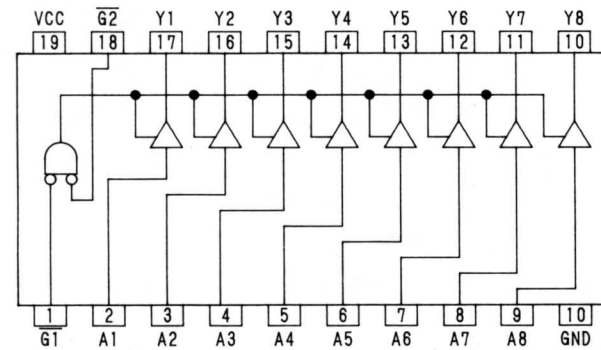 VCC G2 Y1 Y2 Y3 Y4 Y5 Y6 Y7 Y8
19 18 17 16 15 14 13 12 11 10
1 2 3 4 5 6 7 8 9 10
G1 A1 A2 A3 A4 A5 A6 A7 A8 GND